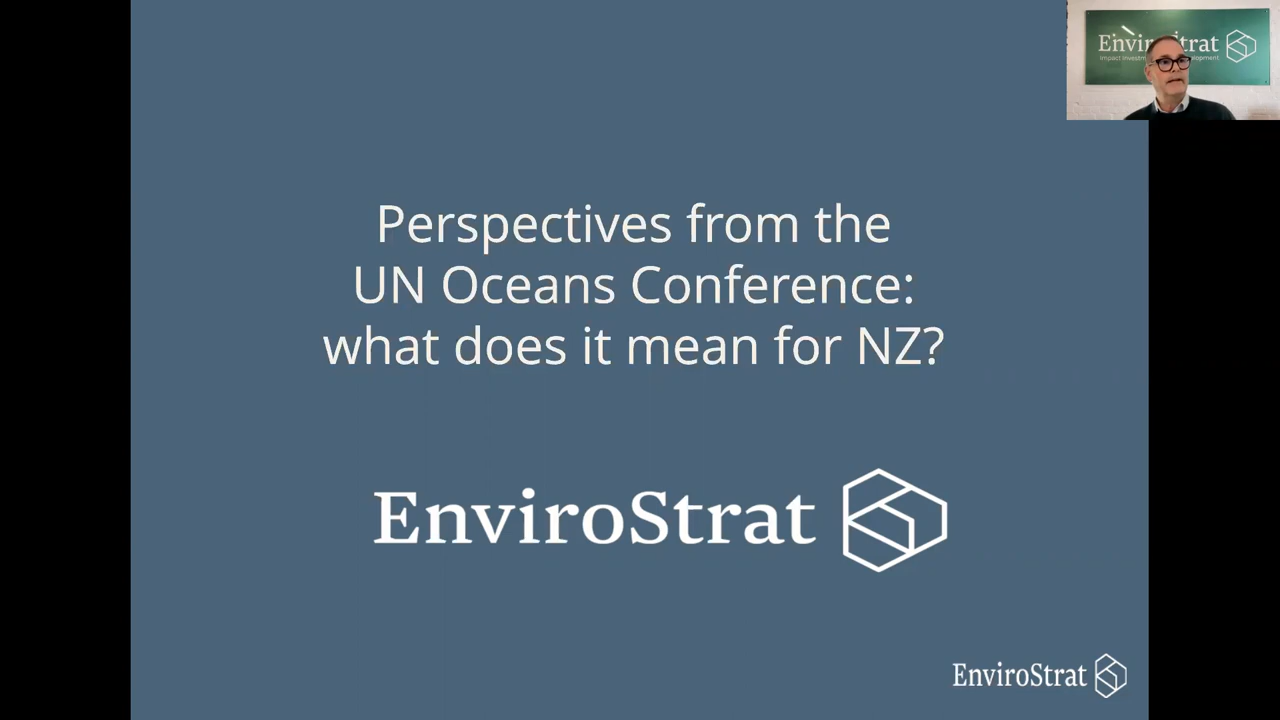 Perspectives from the
UN Oceans Conference:
what does it mean for NZ?
EnviroStrat
EnviroStrat